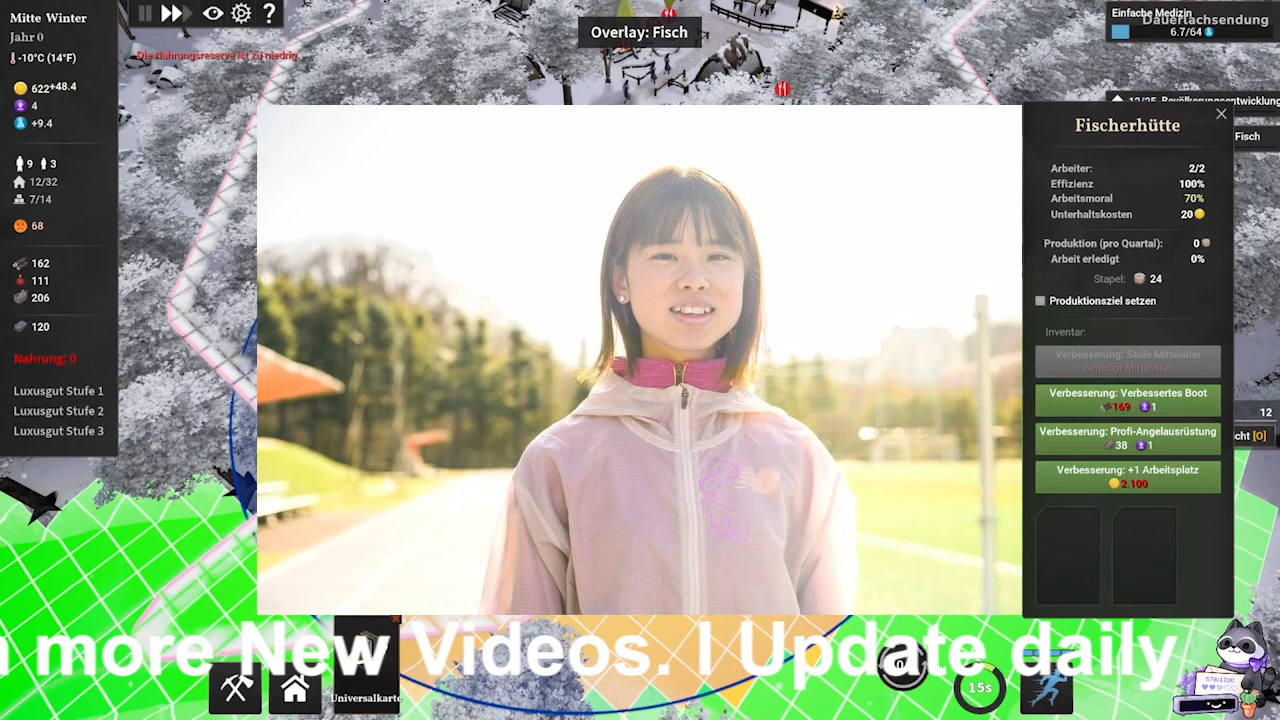 Mitte Winter
Jahr 0
-10°C (14°F)
622+48.4
4
+9.4
9 3
12/32
7/14
68
162
111
206
120
Nahrung: 0
Luxusgut Stufe 1
Luxusgut Stufe 2
Luxusgut Stufe 3
Die Nahrungsreserve ist zu niedrig
Overlay: Fisch
Einfache Medizin
Dauerfachsendung
6.7/64
12/25 Bevölkerungsentwicklung
Fisch
Fischerhütte
Arbeiter: 2/2
Effizienz 100%
Arbeitsmoral 70%
Unterhaltskosten 20
Produktion (pro Quartal): 0
Arbeit erledigt 0%
Stapel: 24
Produktionsziel setzen
Inventar:
Verbesserung: Stufe Mittelalter
Benötigt Mittelalter
Verbesserung: Verbessertes Boot
169 1
Verbesserung: Profi-Angelausrüstung
38 1
Verbesserung: +1 Arbeitsplatz
2.100
12
cht [O]
more New Videos. I Update daily
Universalkarte
15s
578/1200